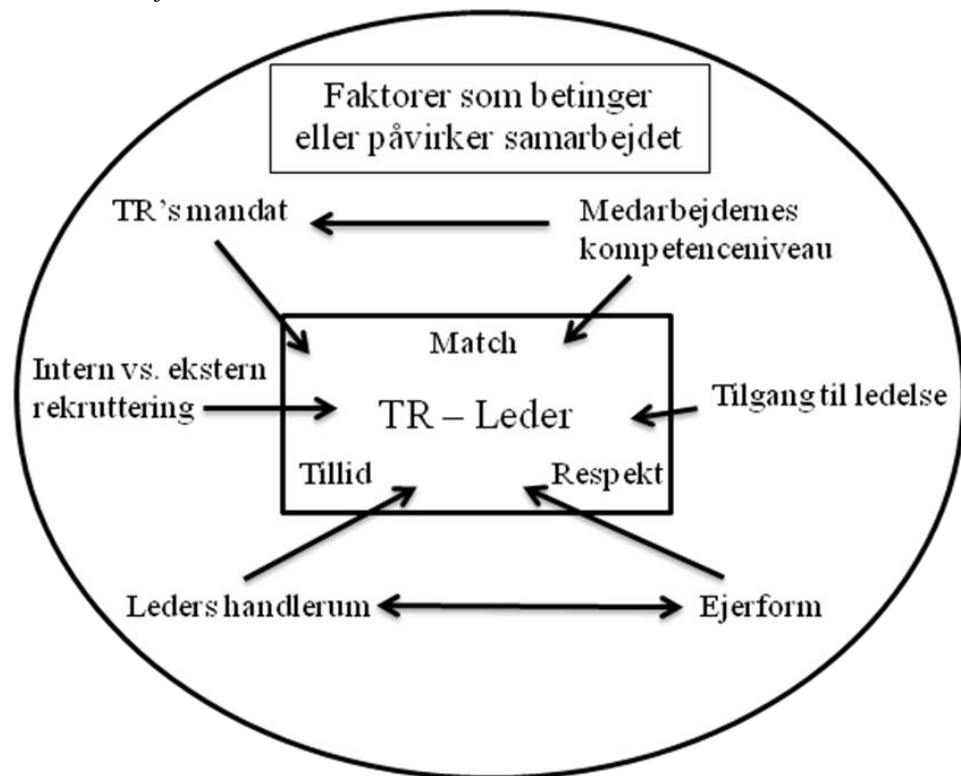 Faktorer som betinger
eller påvirker samarbejdet
TR’s mandat
Medarbejdernes
kompetenceniveau
Match
Intern vs. ekstern
rekruttering
TR – Leder
Tilgang til ledelse
Tillid
Respekt
Leders handlerum
Ejerform